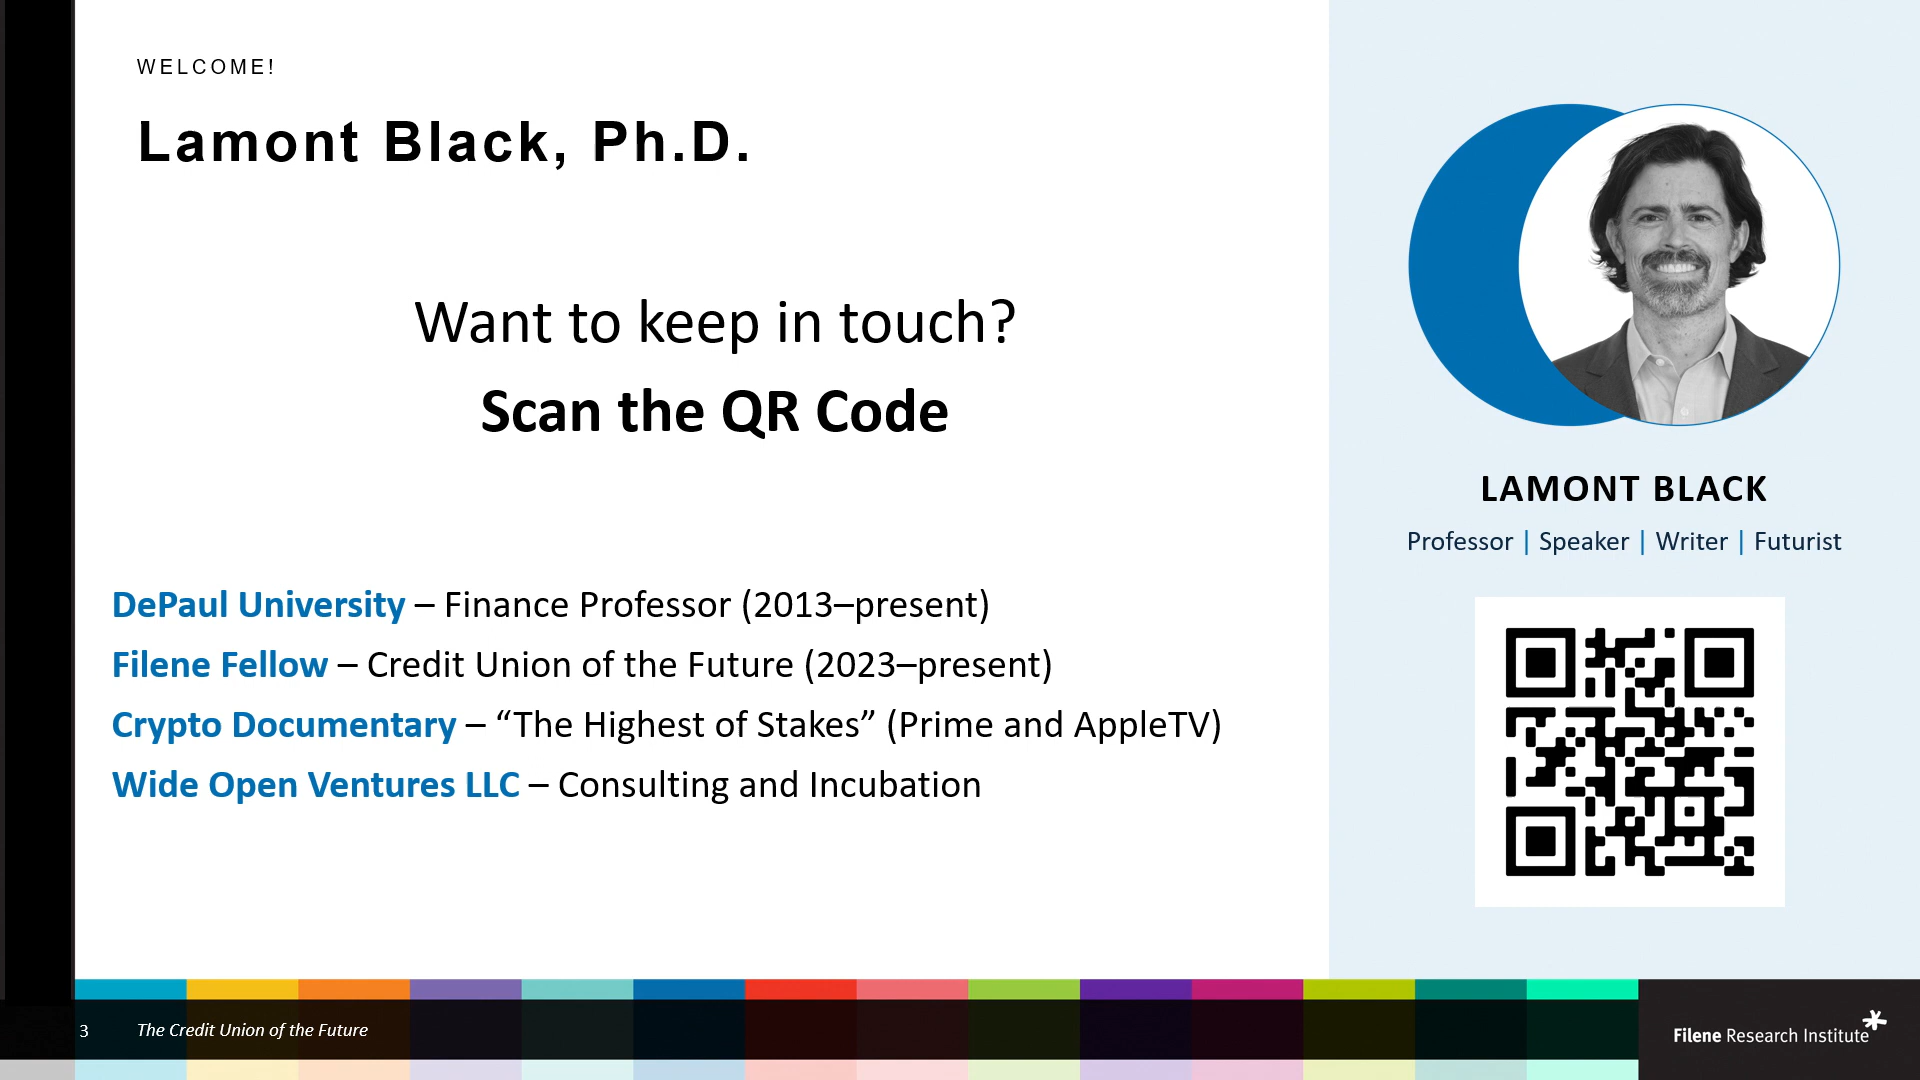 WELCOME!
Lamont Black, Ph.D.
Want to keep in touch?
Scan the QR Code
DePaul University – Finance Professor (2013–present)
Filene Fellow – Credit Union of the Future (2023–present)
Crypto Documentary – “The Highest of Stakes” (Prime and AppleTV)
Wide Open Ventures LLC – Consulting and Incubation
LAMONT BLACK
Professor | Speaker | Writer | Futurist
3
The Credit Union of the Future
Filene Research Institute